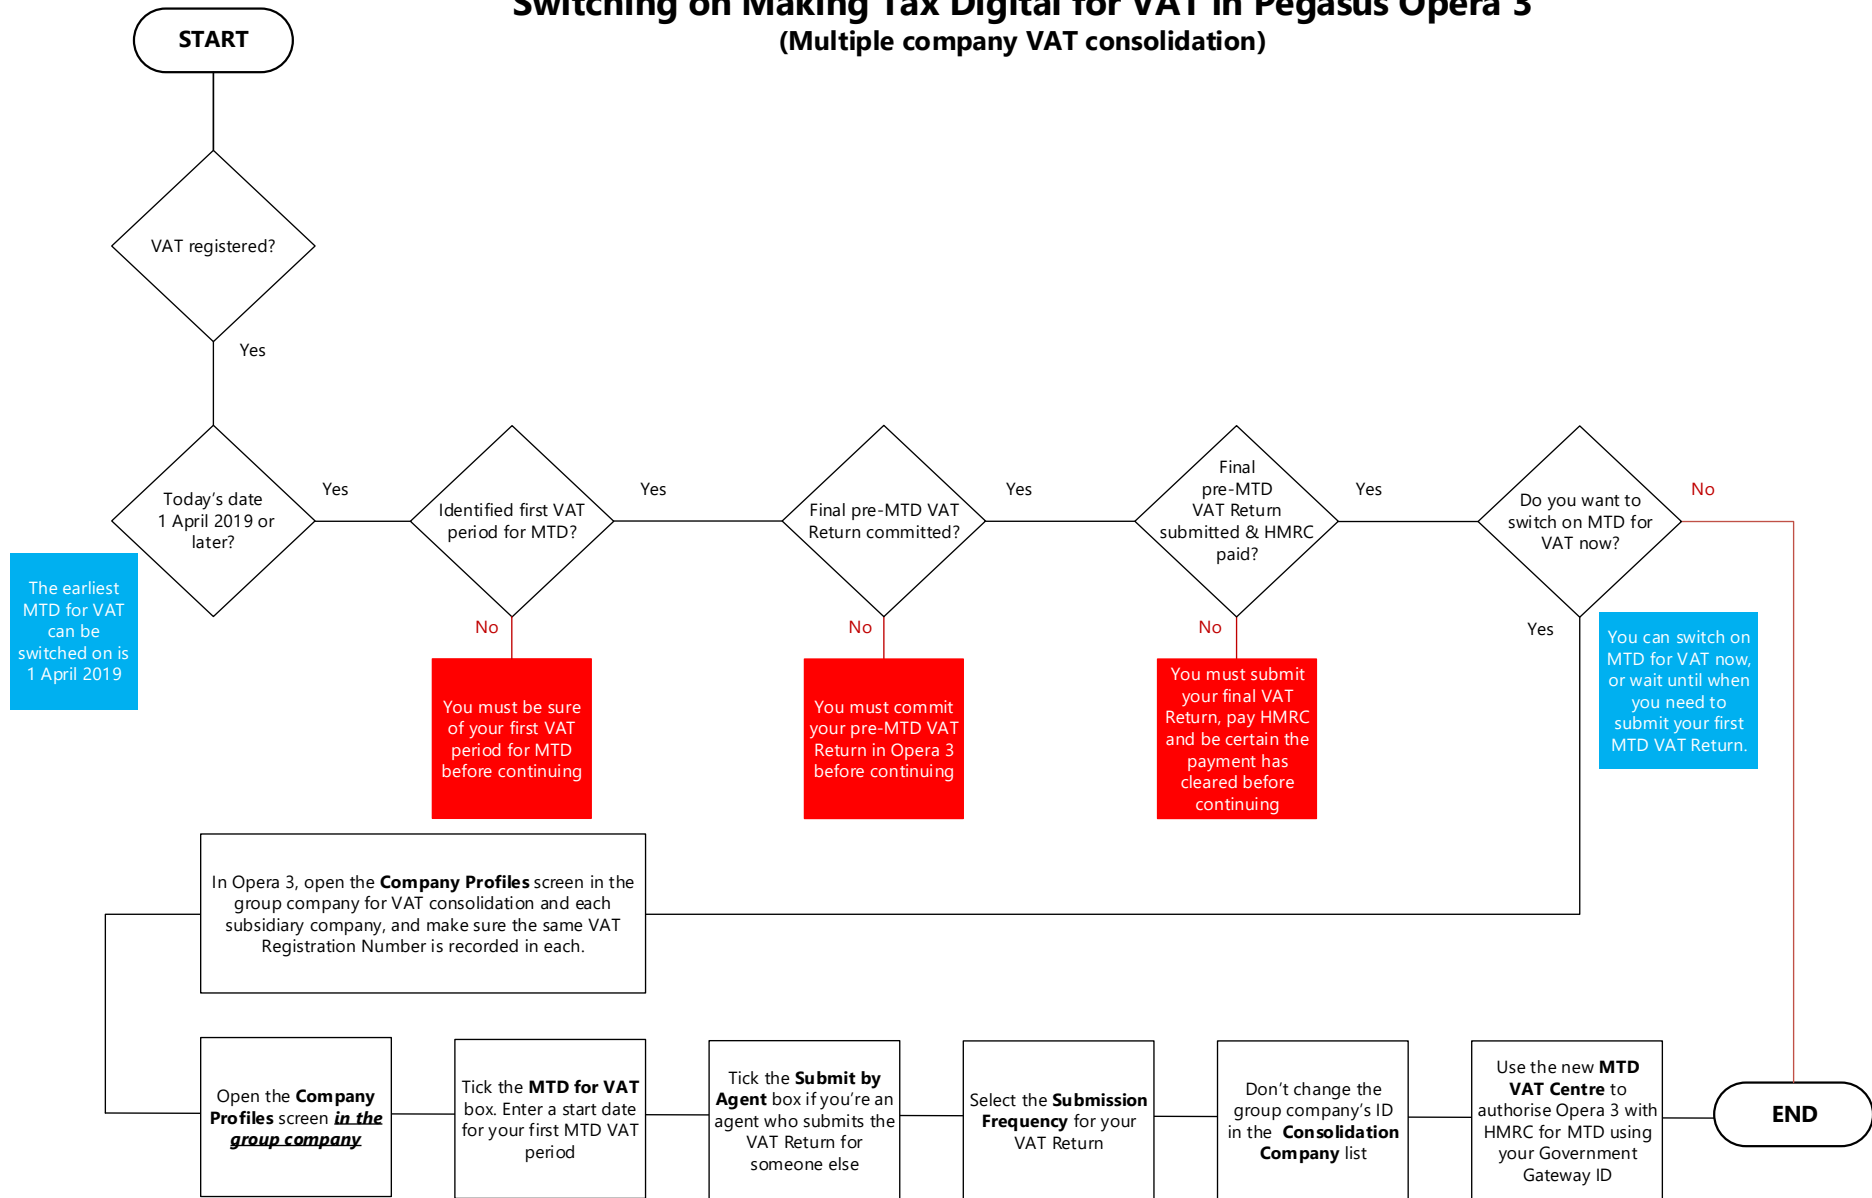 Switching on Making Tax Digital for VAT in Pegasus Opera 3
(Multiple company VAT consolidation)
START
VAT registered?
Yes
Today's date
1 April 2019 or
later?
Yes
The earliest
MTD for VAT
can be
switched on is
1 April 2019
Identified first VAT
period for MTD?
Yes
No
You must be sure
of your first VAT
period for MTD
before continuing
Final pre-MTD VAT
Return committed?
Yes
No
You must commit
your pre-MTD VAT
Return in Opera 3
before continuing
Final
pre-MTD
VAT Return
submitted & HMRC
paid?
Yes
No
You must submit
your final VAT
Return, pay HMRC
and be certain the
payment has
cleared before
continuing
Do you want to
switch on MTD for
VAT now?
No
Yes
You can switch on
MTD for VAT now,
or wait until when
you need to
submit your first
MTD VAT Return.
In Opera 3, open the Company Profiles screen in the
group company for VAT consolidation and each
subsidiary company, and make sure the same VAT
Registration Number is recorded in each.
Open the Company
Profiles screen in the
group company
Tick the MTD for VAT
box. Enter a start date
for your first MTD VAT
period
Tick the Submit by
Agent box if you're an
agent who submits the
VAT Return for
someone else
Select the Submission
Frequency for your
VAT Return
Don't change the
group company's ID
in the Consolidation
Company list
Use the new MTD
VAT Centre to
authorise Opera 3 with
HMRC for MTD using
your Government
Gateway ID
END